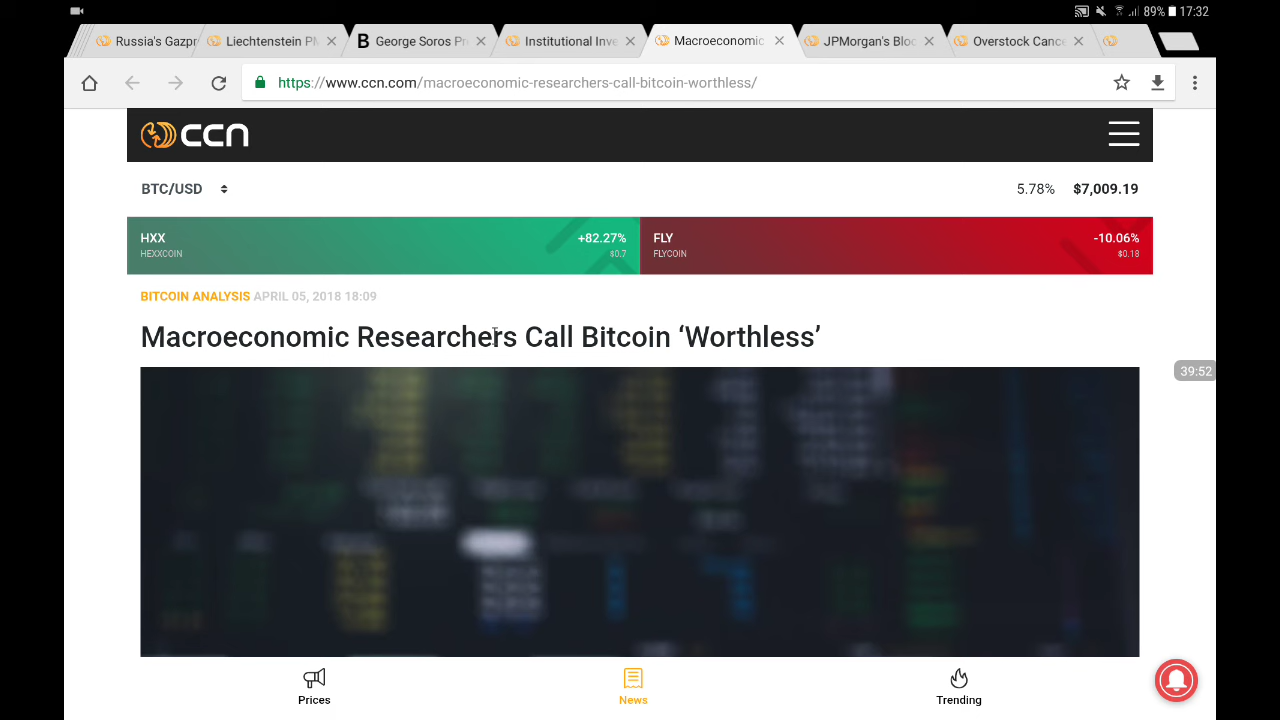 89% 17:32
Russia's Gazpr
Liechtenstein P
B George Soros Pr
Institutional Inve
Macroeconomic
JPMorgan's Bloc
Overstock Cance
https://www.ccn.com/macroeconomic-researchers-call-bitcoin-worthless/
ccn
BTC/USD 5.78% $7,009.19
HXX +82.27% FLY -10.06%
HEXXCOIN $0.7 FLYCOIN $0.18
BITCOIN ANALYSIS APRIL 05, 2018 18:09
Macroeconomic Researchers Call Bitcoin ‘Worthless’
39:52
Prices News Trending